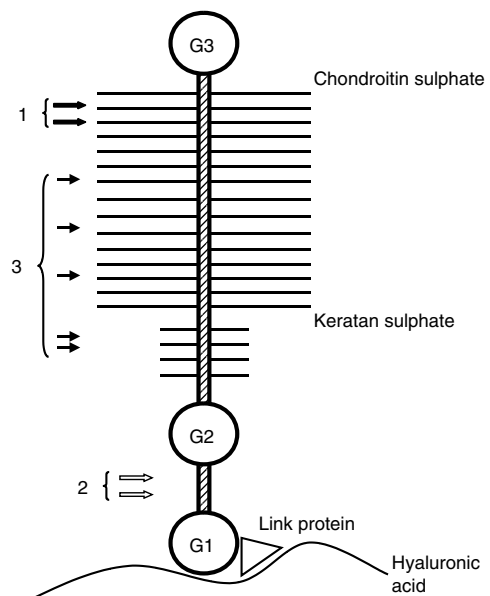 G3
Chondroitin sulphate
1
3
Keratan sulphate
G2
2
Link protein
G1
Hyaluronic
acid